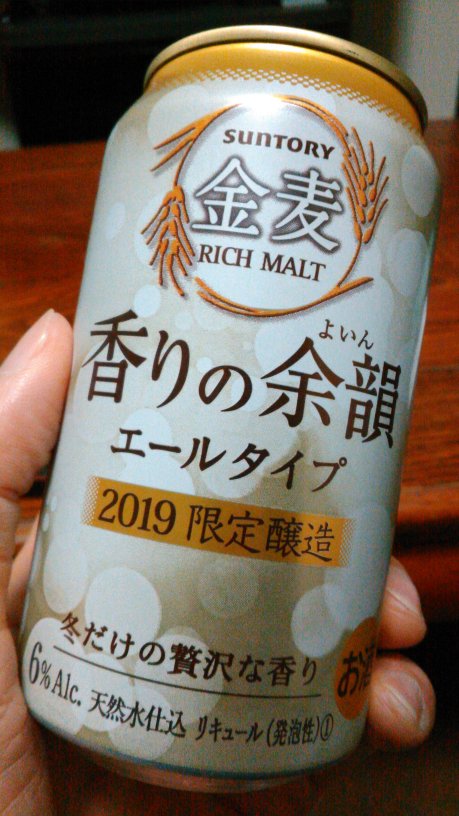 SUNTORY
金麦
RICH MALT
よいん
香りの余韻
エールタイプ
2019 限定醸造
冬だけの贅沢な香り
お酒
6% Alc. 天然水仕込 リキュール(発泡性)①